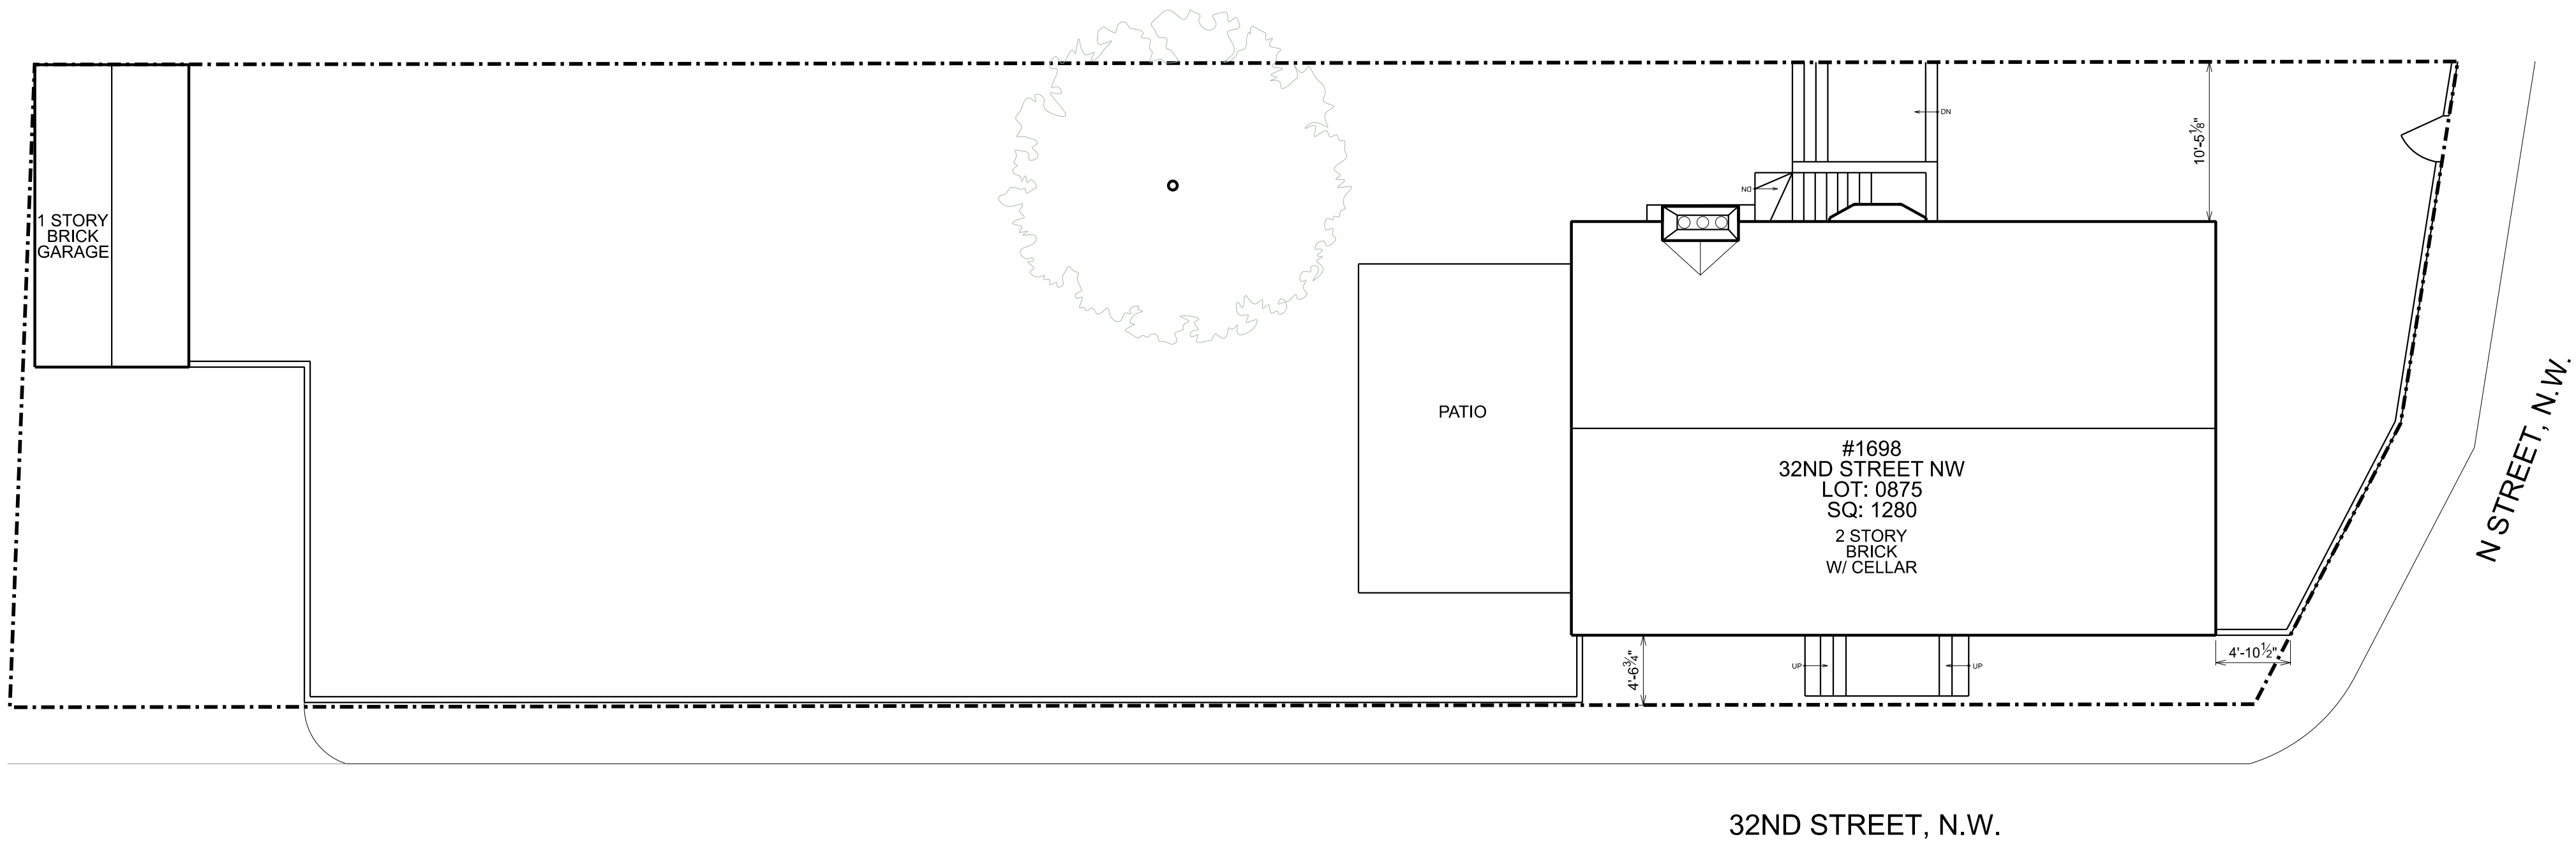 DN
10'-5⅛"
DN
1 STORY
BRICK
GARAGE
PATIO
#1698
32ND STREET NW
LOT: 0875
SQ: 1280
2 STORY
BRICK
W/ CELLAR
N STREET, N.W.
4'-6¾"
UP
UP
4'-10½"
32ND STREET, N.W.